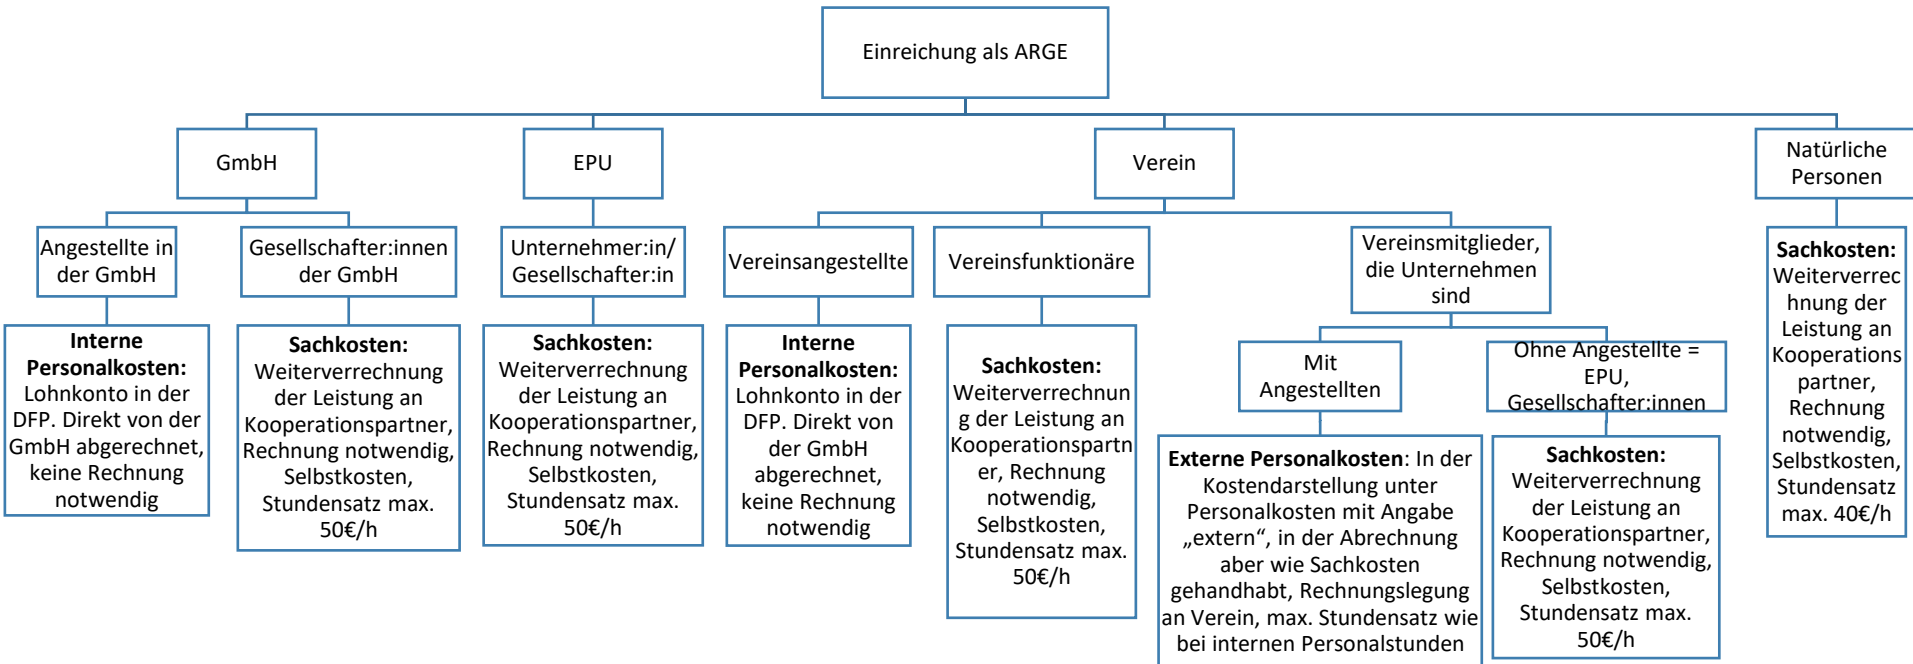 Einreichung als ARGE
GmbH
EPU
Verein
Natürliche
Personen
Angestellte in
der GmbH
Gesellschafter:innen
der GmbH
Unternehmer:in/
Gesellschafter:in
Vereinsangestellte
Vereinsfunktionäre
Vereinsmitglieder,
die Unternehmen
sind
Mit
Angestellten
Ohne Angestellte =
EPU,
Gesellschafter:innen
Interne
Personalkosten:
Lohnkonto in der
DFP. Direkt von der
GmbH abgerechnet,
keine Rechnung
notwendig
Sachkosten:
Weiterverrechnung
der Leistung an
Kooperationspartner,
Rechnung notwendig,
Selbstkosten,
Stundensatz max.
50€/h
Sachkosten:
Weiterverrechnung
der Leistung an
Kooperationspartner,
Rechnung notwendig,
Selbstkosten,
Stundensatz max.
50€/h
Interne
Personalkosten:
Lohnkonto in der
DFP. Direkt von
der GmbH
abgerechnet,
keine Rechnung
notwendig
Sachkosten:
Weiterverrechnun
g der Leistung an
Kooperationspartn
er, Rechnung
notwendig,
Selbstkosten,
Stundensatz max.
50€/h
Externe Personalkosten: In der
Kostendarstellung unter
Personalkosten mit Angabe
„extern“, in der Abrechnung
aber wie Sachkosten
gehandhabt, Rechnungslegung
an Verein, max. Stundensatz wie
bei internen Personalstunden
Sachkosten:
Weiterverrechnung
der Leistung an
Kooperationspartner,
Rechnung notwendig,
Selbstkosten,
Stundensatz max.
50€/h
Sachkosten:
Weiterverrec
hnung der
Leistung an
Kooperations
partner,
Rechnung
notwendig,
Selbstkosten,
Stundensatz
max. 40€/h